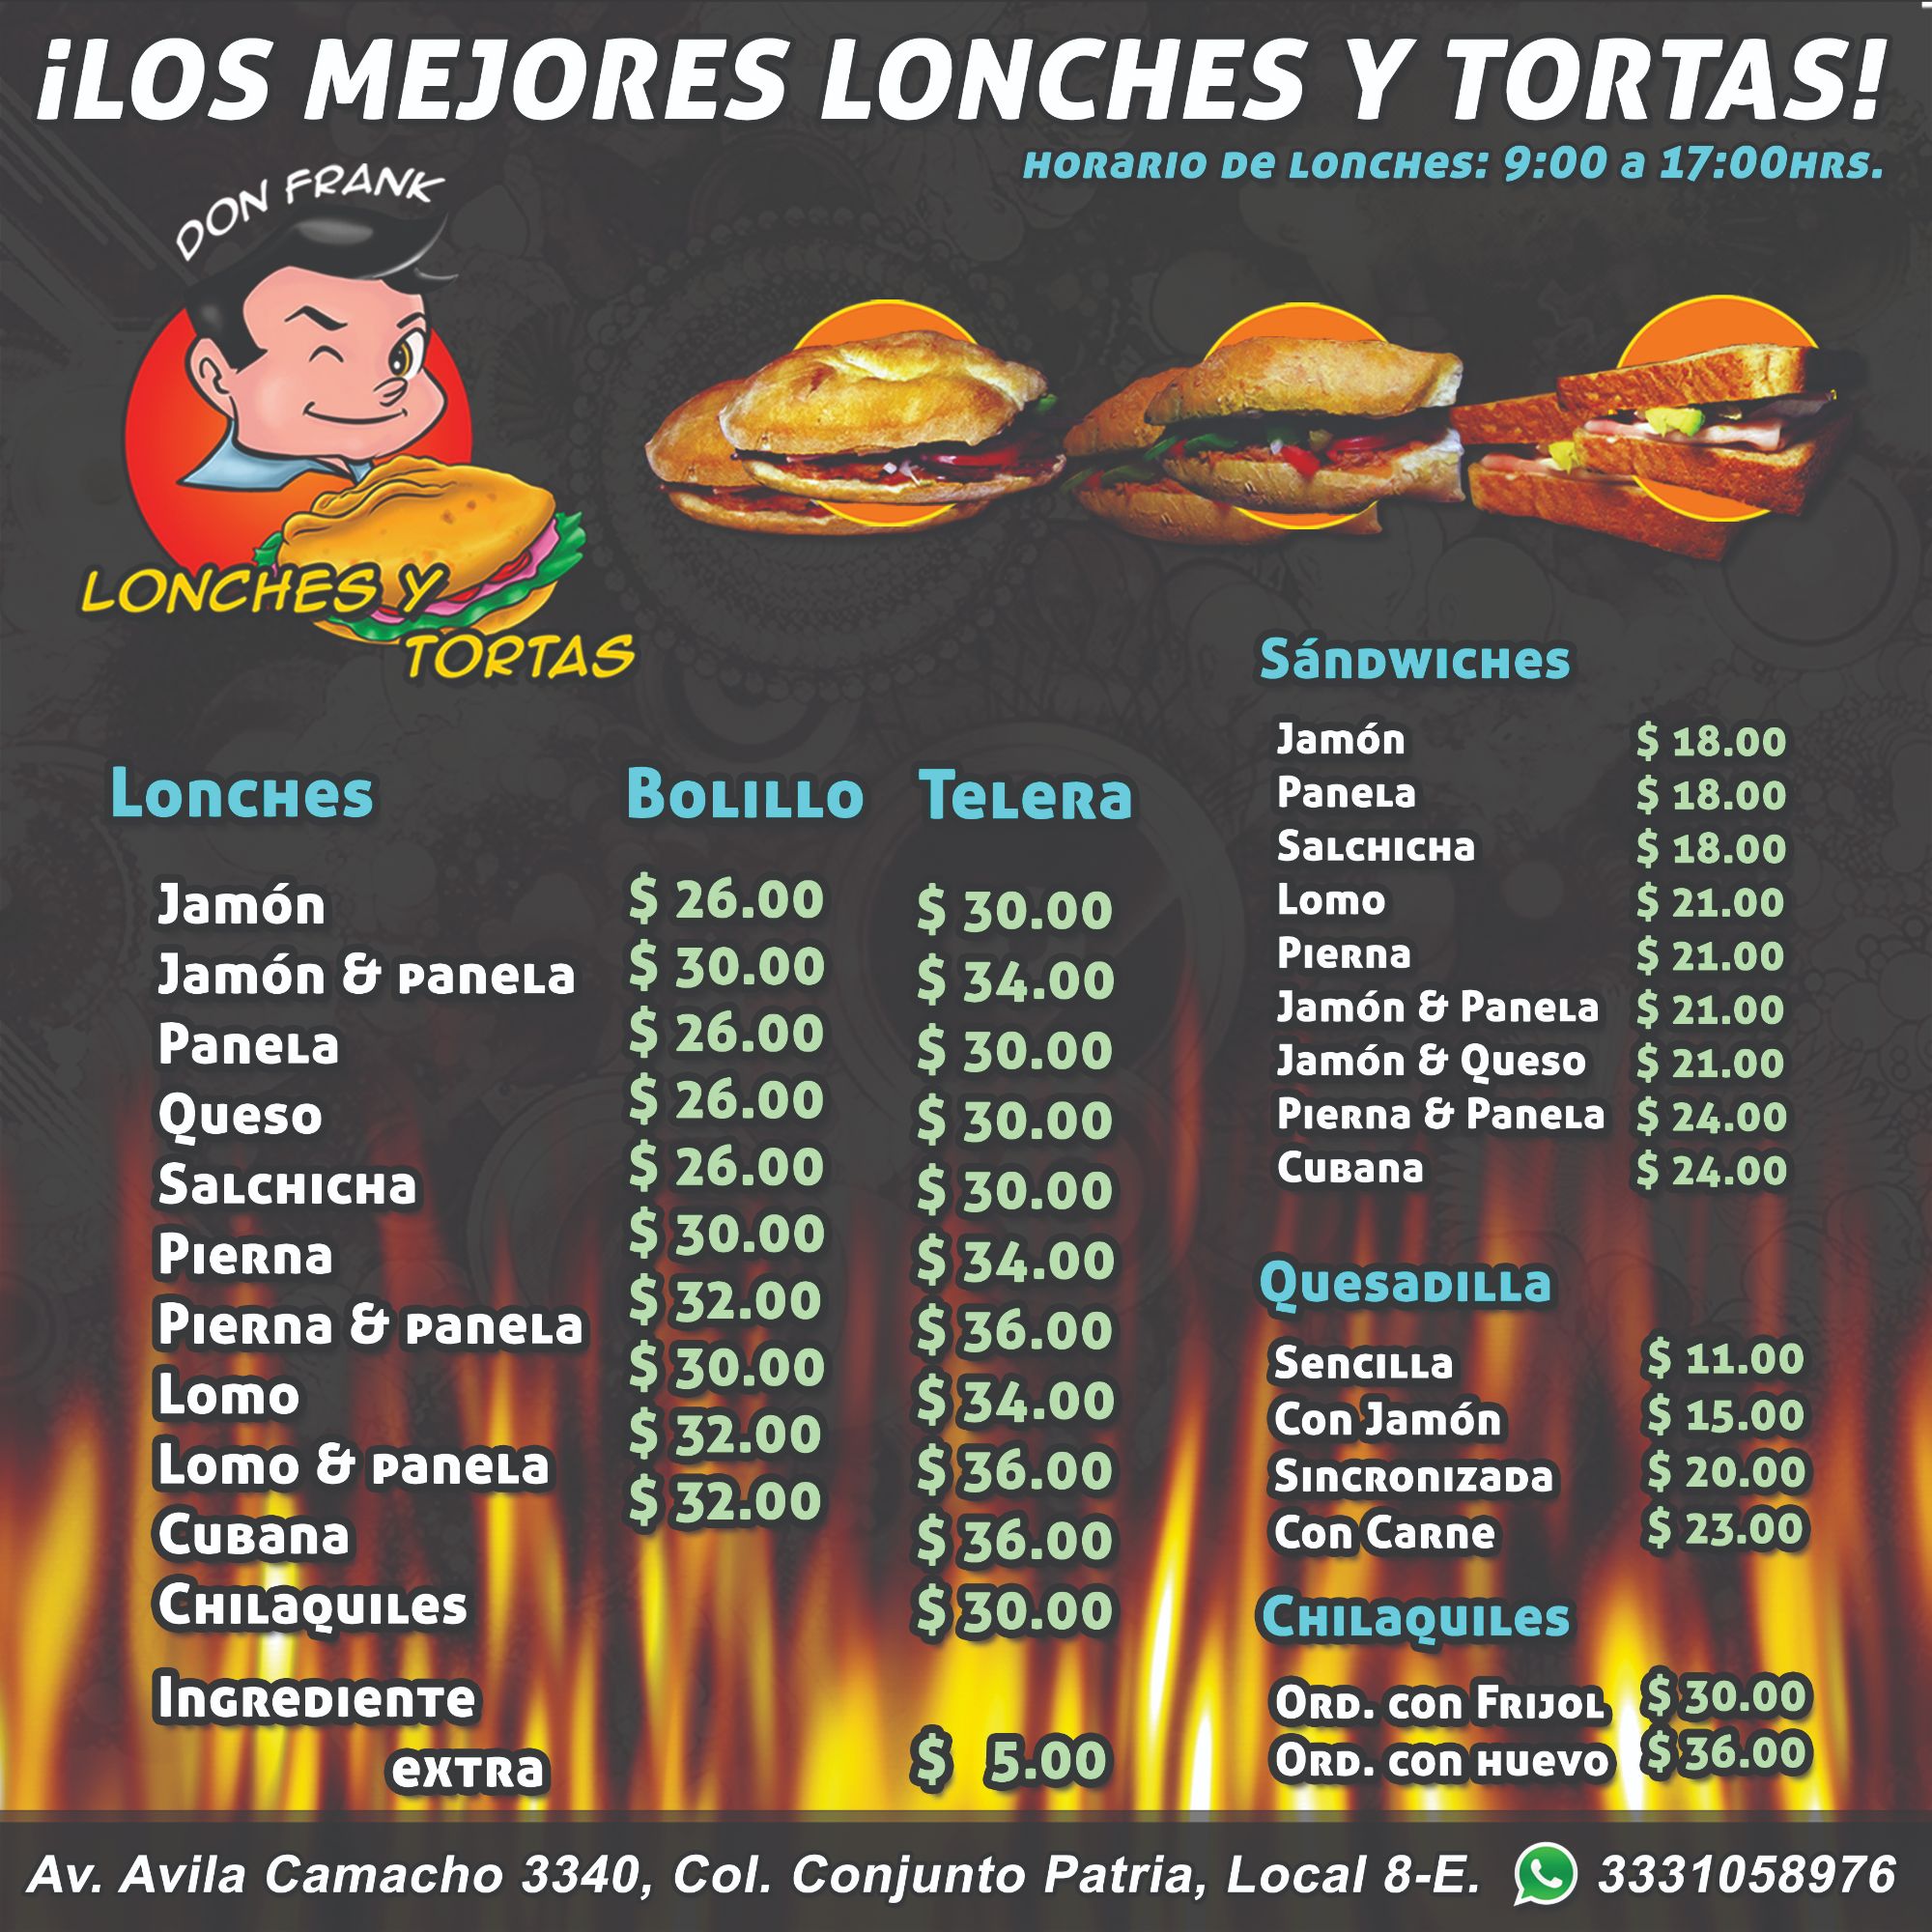 ¡LOS MEJORES LONCHES Y TORTAS!
HORARIO DE LONCHES: 9:00 a 17:00HRS.
DON FRANK
LONCHES Y
TORTAS
Lonches Bolillo Telera
Jamón $ 26.00 $ 30.00
Jamón & panela $ 30.00 $ 34.00
Panela $ 26.00 $ 30.00
Queso $ 26.00 $ 30.00
Salchicha $ 26.00 $ 30.00
Pierna $ 30.00 $ 34.00
Pierna & panela $ 32.00 $ 36.00
Lomo $ 30.00 $ 34.00
Lomo & panela $ 32.00 $ 36.00
Cubana $ 32.00 $ 36.00
Chilaquiles $ 30.00
Ingrediente
extra $ 5.00
Sándwiches
Jamón $ 18.00
Panela $ 18.00
Salchicha $ 18.00
Lomo $ 21.00
Pierna $ 21.00
Jamón & Panela $ 21.00
Jamón & Queso $ 21.00
Pierna & Panela $ 24.00
Cubana $ 24.00
Quesadilla
Sencilla $ 11.00
Con Jamón $ 15.00
Sincronizada $ 20.00
Con Carne $ 23.00
Chilaquiles
Ord. con Frijol $ 30.00
Ord. con huevo $ 36.00
Av. Avila Camacho 3340, Col. Conjunto Patria, Local 8-E. 3331058976